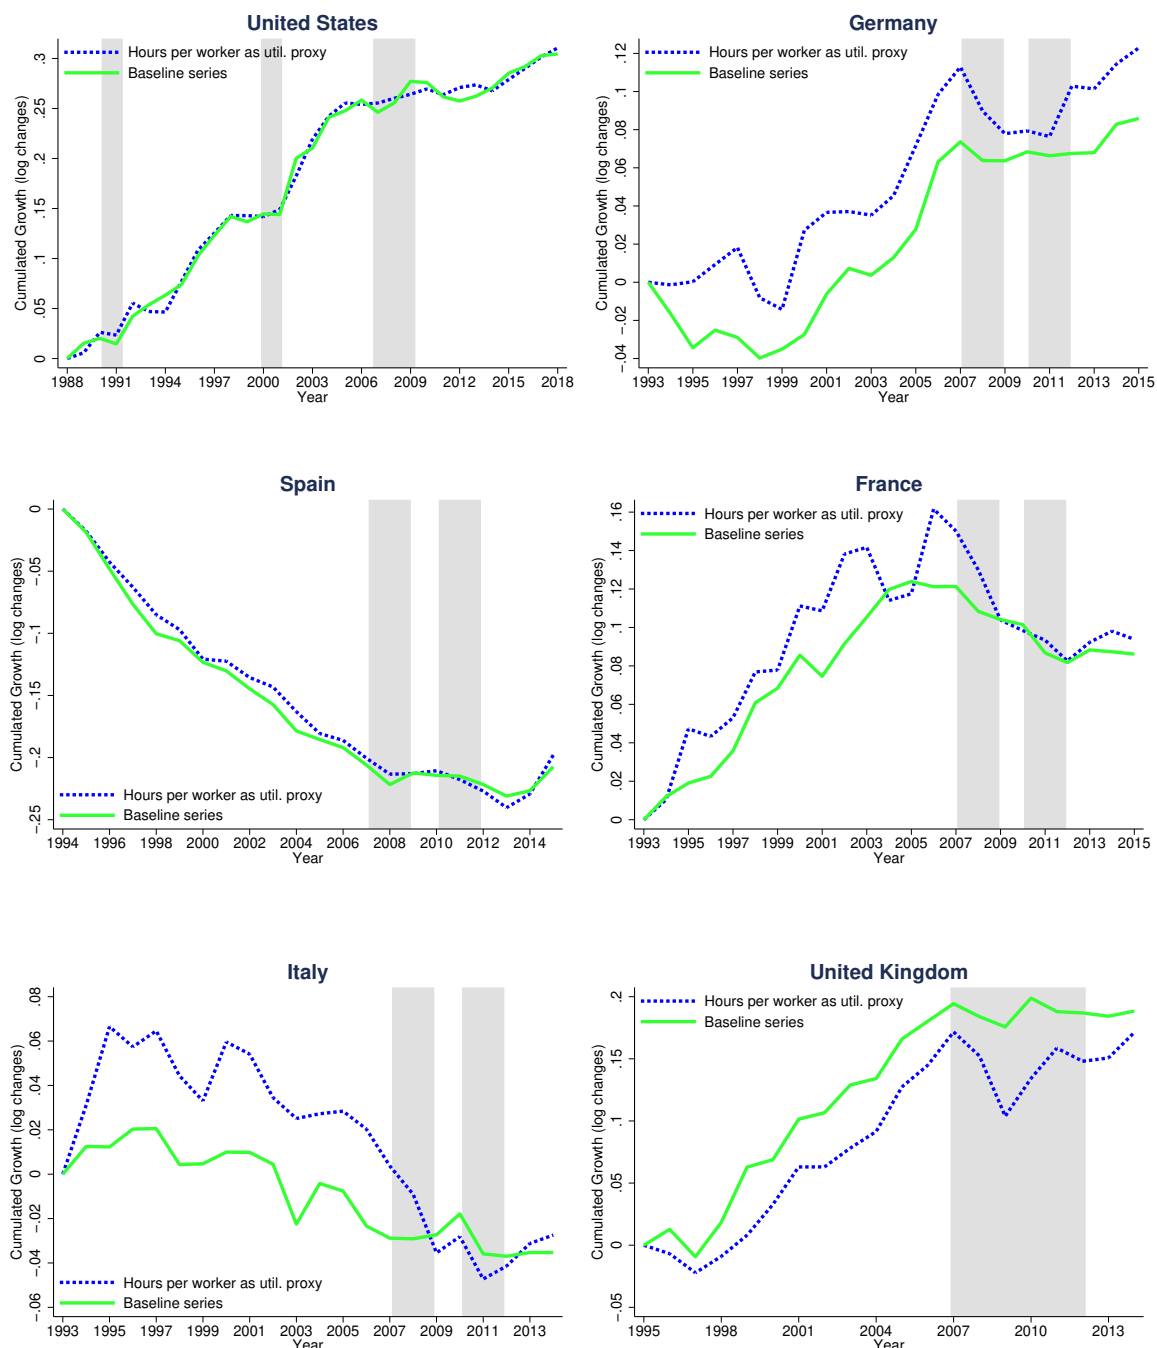 United States
Hours per worker as util. proxy
Baseline series
Cumulated Growth (log changes)
0 .05 .1 .15 .2 .25 .3
1988 1991 1994 1997 2000 2003 2006 2009 2012 2015 2018
Year
Germany
Hours per worker as util. proxy
Baseline series
Cumulated Growth (log changes)
-.04 -.02 0 .02 .04 .06 .08 .1 .12
1993 1995 1997 1999 2001 2003 2005 2007 2009 2011 2013 2015
Year
Spain
Cumulated Growth (log changes)
-.25 -.2 -.15 -.1 -.05 0
Hours per worker as util. proxy
Baseline series
1994 1996 1998 2000 2002 2004 2006 2008 2010 2012 2014
Year
France
Hours per worker as util. proxy
Baseline series
Cumulated Growth (log changes)
0 .02 .04 .06 .08 .1 .12 .14 .16
1993 1995 1997 1999 2001 2003 2005 2007 2009 2011 2013 2015
Year
Italy
Cumulated Growth (log changes)
-.06 -.04 -.02 0 .02 .04 .06 .08
Hours per worker as util. proxy
Baseline series
1993 1995 1997 1999 2001 2003 2005 2007 2009 2011 2013
Year
United Kingdom
Hours per worker as util. proxy
Baseline series
Cumulated Growth (log changes)
-.05 0 .05 .1 .15 .2
1995 1998 2001 2004 2007 2010 2013
Year